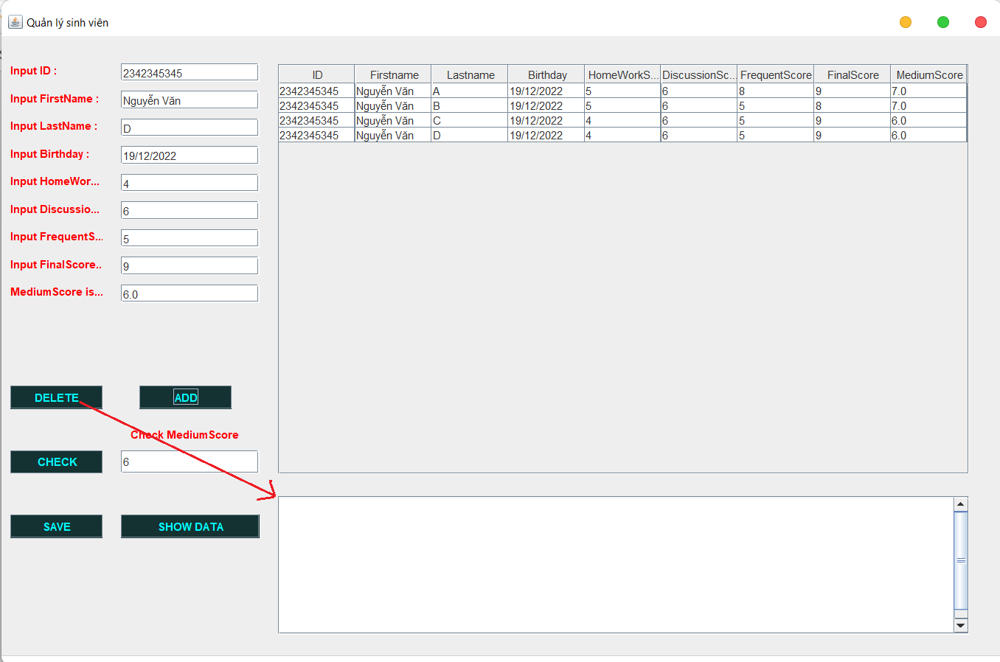 Quản lý sinh viên
Input ID : 2342345345
Input FirstName : Nguyễn Văn
Input LastName : D
Input Birthday : 19/12/2022
Input HomeWor... 4
Input Discussio... 6
Input FrequentS... 5
Input FinalScore.. 9
MediumScore is... 6.0
DELETE ADD
Check MediumScore
CHECK 6
SAVE SHOW DATA
ID Firstname Lastname Birthday HomeWorkS... DiscussionSc... FrequentScore FinalScore MediumScore
2342345345 Nguyễn Văn A 19/12/2022 5 6 8 9 7.0
2342345345 Nguyễn Văn B 19/12/2022 5 6 5 8 7.0
2342345345 Nguyễn Văn C 19/12/2022 4 6 5 9 6.0
2342345345 Nguyễn Văn D 19/12/2022 4 6 5 9 6.0